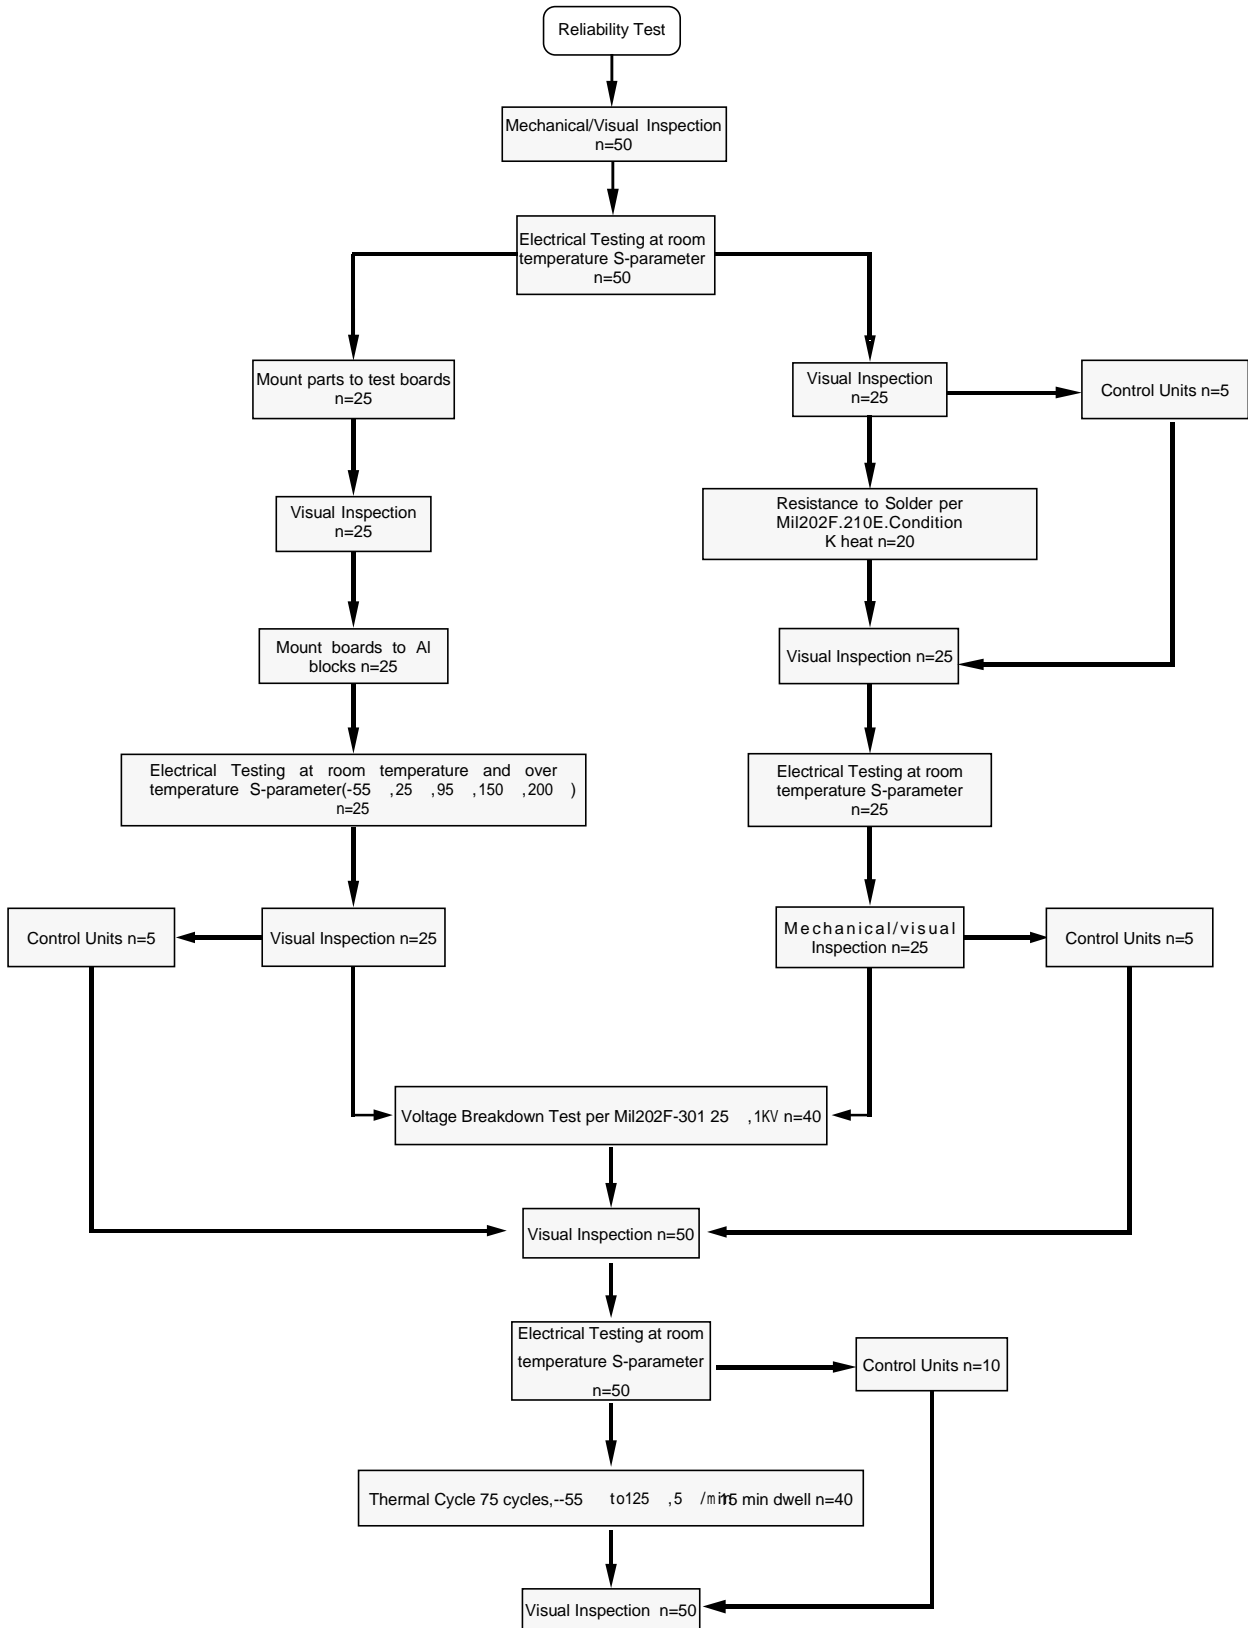 Reliability Test
Mechanical/Visual Inspection
n=50
Electrical Testing at room
temperature S-parameter
n=50
Mount parts to test boards
n=25
Visual Inspection
n=25
Control Units n=5
Visual Inspection
n=25
Resistance to Solder per
Mil202F.210E.Condition
K heat n=20
Mount boards to Al
blocks n=25
Visual Inspection n=25
Electrical Testing at room temperature and over
temperature S-parameter(-55 ,25 ,95 ,150 ,200 )
n=25
Electrical Testing at room
temperature S-parameter
n=25
Control Units n=5
Visual Inspection n=25
Mechanical/visual
Inspection n=25
Control Units n=5
Voltage Breakdown Test per Mil202F-301 25 ,1KV n=40
Visual Inspection n=50
Electrical Testing at room
temperature S-parameter
n=50
Control Units n=10
Thermal Cycle 75 cycles,--55 to125 ,5 /min 15 min dwell n=40
Visual Inspection n=50